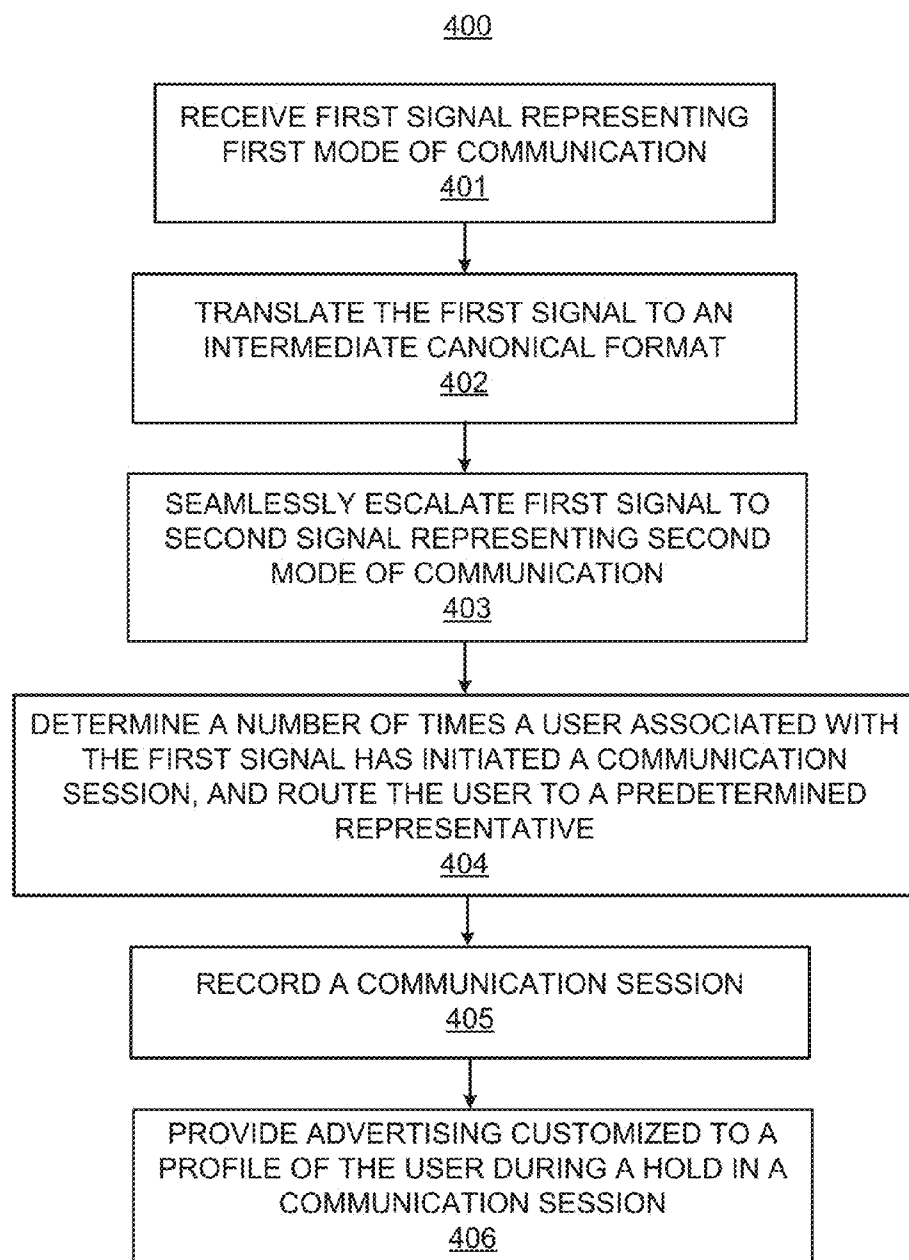 400
RECEIVE FIRST SIGNAL REPRESENTING
FIRST MODE OF COMMUNICATION
401
TRANSLATE THE FIRST SIGNAL TO AN
INTERMEDIATE CANONICAL FORMAT
402
SEAMLESSLY ESCALATE FIRST SIGNAL TO
SECOND SIGNAL REPRESENTING SECOND
MODE OF COMMUNICATION
403
DETERMINE A NUMBER OF TIMES A USER ASSOCIATED WITH
THE FIRST SIGNAL HAS INITIATED A COMMUNICATION
SESSION, AND ROUTE THE USER TO A PREDETERMINED
REPRESENTATIVE
404
RECORD A COMMUNICATION SESSION
405
PROVIDE ADVERTISING CUSTOMIZED TO A
PROFILE OF THE USER DURING A HOLD IN A
COMMUNICATION SESSION
406